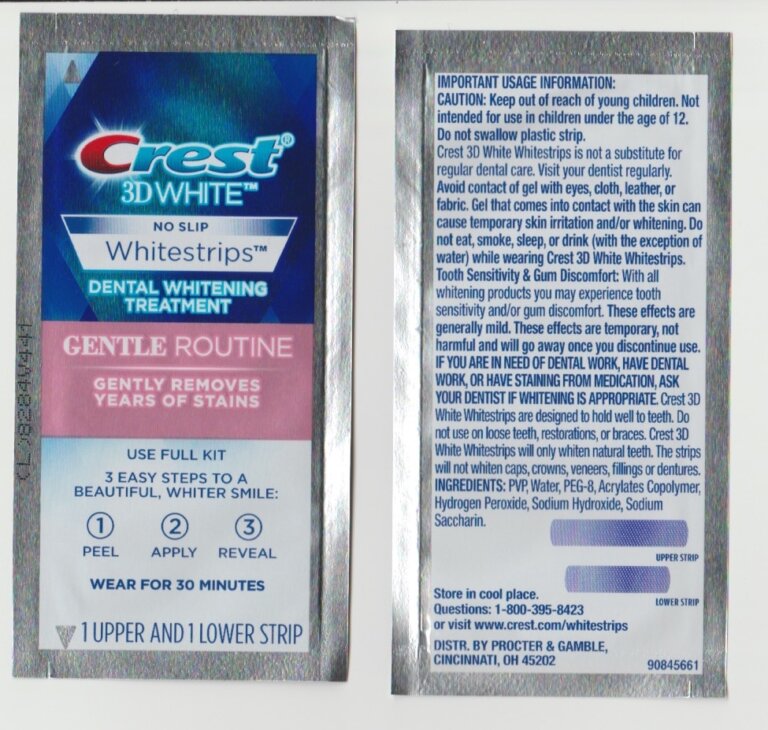 Crest®
3D WHITE™
NO SLIP
Whitestrips™
DENTAL WHITENING
TREATMENT
GENTLE ROUTINE
GENTLY REMOVES
YEARS OF STAINS
USE FULL KIT
3 EASY STEPS TO A
BEAUTIFUL, WHITER SMILE:
1 2 3
PEEL APPLY REVEAL
WEAR FOR 30 MINUTES
1 UPPER AND 1 LOWER STRIP
IMPORTANT USAGE INFORMATION:
CAUTION: Keep out of reach of young children. Not
intended for use in children under the age of 12.
Do not swallow plastic strip.
Crest 3D White Whitestrips is not a substitute for
regular dental care. Visit your dentist regularly.
Avoid contact of gel with eyes, cloth, leather, or
fabric. Gel that comes into contact with the skin can
cause temporary skin irritation and/or whitening. Do
not eat, smoke, sleep, or drink (with the exception of
water) while wearing Crest 3D White Whitestrips.
Tooth Sensitivity & Gum Discomfort: With all
whitening products you may experience tooth
sensitivity and/or gum discomfort. These effects are
generally mild. These effects are temporary, not
harmful and will go away once you discontinue use.
IF YOU ARE IN NEED OF DENTAL WORK, HAVE DENTAL
WORK, OR HAVE STAINING FROM MEDICATION, ASK
YOUR DENTIST IF WHITENING IS APPROPRIATE. Crest 3D
White Whitestrips are designed to hold well to teeth. Do
not use on loose teeth, restorations, or braces. Crest 3D
White Whitestrips will only whiten natural teeth. The strips
will not whiten caps, crowns, veneers, fillings or dentures.
INGREDIENTS: PVP, Water, PEG-8, Acrylates Copolymer,
Hydrogen Peroxide, Sodium Hydroxide, Sodium
Saccharin.
UPPER STRIP
LOWER STRIP
Store in cool place.
Questions: 1-800-395-8423
or visit www.crest.com/whitestrips
DISTR. BY PROCTER & GAMBLE,
CINCINNATI, OH 45202
90845661